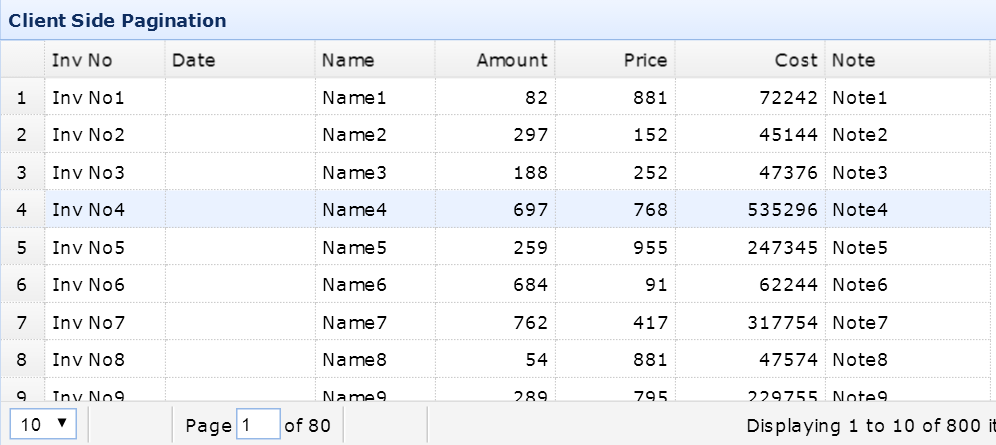 Client Side Pagination
Inv No Date Name Amount Price Cost Note
1 Inv No1 Name1 82 881 72242 Note1
2 Inv No2 Name2 297 152 45144 Note2
3 Inv No3 Name3 188 252 47376 Note3
4 Inv No4 Name4 697 768 535296 Note4
5 Inv No5 Name5 259 955 247345 Note5
6 Inv No6 Name6 684 91 62244 Note6
7 Inv No7 Name7 762 417 317754 Note7
8 Inv No8 Name8 54 881 47574 Note8
9 Inv No9 Name9 289 795 229755 Note9
10 Page 1 of 80 Displaying 1 to 10 of 800 it